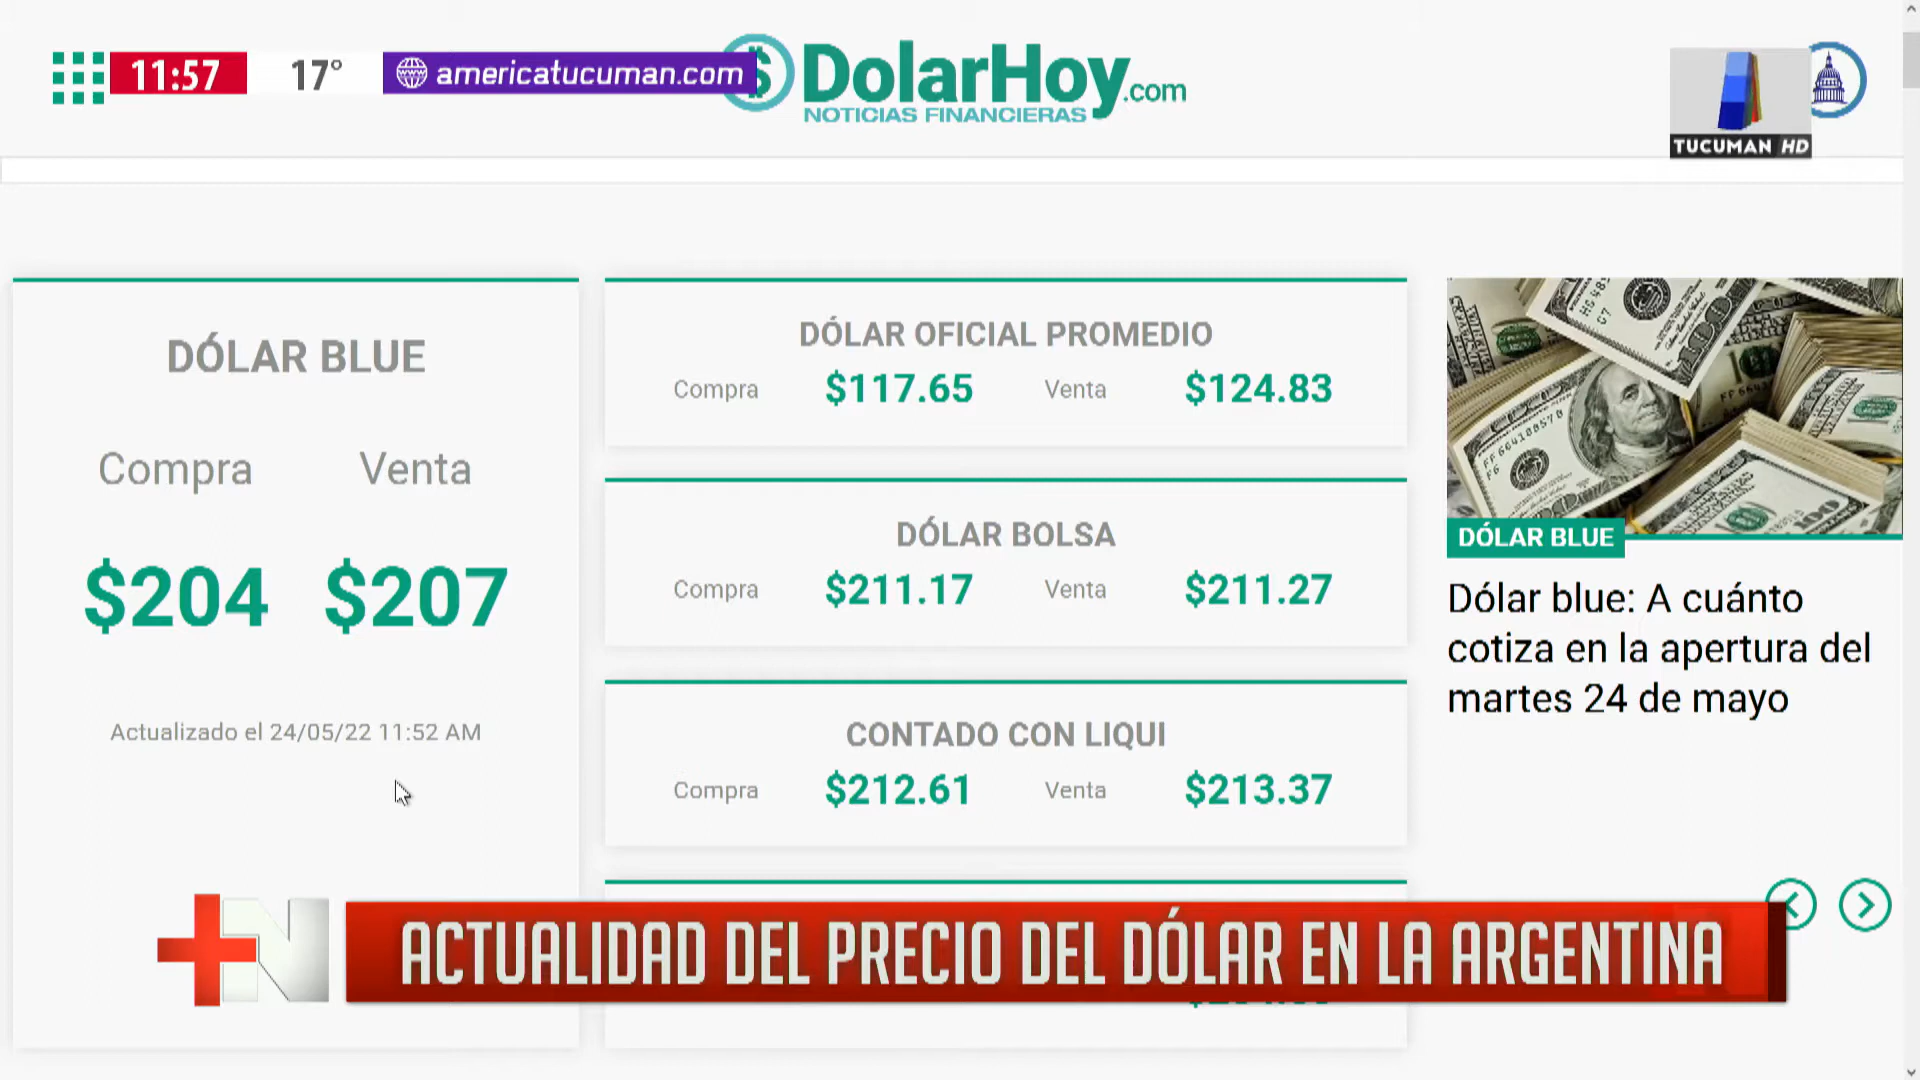 11:57
17°
americatucuman.com
DolarHoy.com
NOTICIAS FINANCIERAS
TUCUMAN HD
DÓLAR BLUE
Compra Venta
$204 $207
Actualizado el 24/05/22 11:52 AM
DÓLAR OFICIAL PROMEDIO
Compra $117.65 Venta $124.83
DÓLAR BOLSA
Compra $211.17 Venta $211.27
CONTADO CON LIQUI
Compra $212.61 Venta $213.37
DÓLAR BLUE
Dólar blue: A cuánto
cotiza en la apertura del
martes 24 de mayo
+N
ACTUALIDAD DEL PRECIO DEL DÓLAR EN LA ARGENTINA